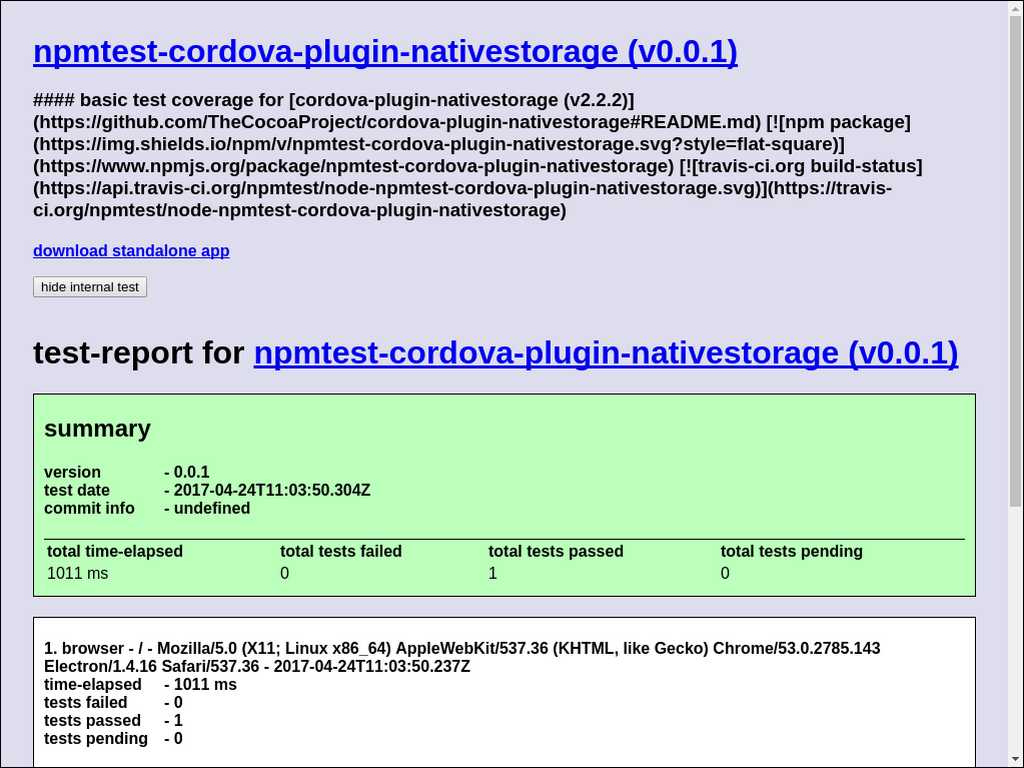 npmtest-cordova-plugin-nativestorage (v0.0.1)
#### basic test coverage for [cordova-plugin-nativestorage (v2.2.2)]
(https://github.com/TheCocoaProject/cordova-plugin-nativestorage#README.md) [![npm package]
(https://img.shields.io/npm/v/npmtest-cordova-plugin-nativestorage.svg?style=flat-square)]
(https://www.npmjs.org/package/npmtest-cordova-plugin-nativestorage) [![travis-ci.org build-status]
(https://api.travis-ci.org/npmtest/node-npmtest-cordova-plugin-nativestorage.svg)](https://travis-
ci.org/npmtest/node-npmtest-cordova-plugin-nativestorage)
download standalone app
hide internal test
test-report for npmtest-cordova-plugin-nativestorage (v0.0.1)
summary
version - 0.0.1
test date - 2017-04-24T11:03:50.304Z
commit info - undefined
total time-elapsed total tests failed total tests passed total tests pending
1011 ms 0 1 0
1. browser - / - Mozilla/5.0 (X11; Linux x86_64) AppleWebKit/537.36 (KHTML, like Gecko) Chrome/53.0.2785.143
Electron/1.4.16 Safari/537.36 - 2017-04-24T11:03:50.237Z
time-elapsed - 1011 ms
tests failed - 0
tests passed - 1
tests pending - 0